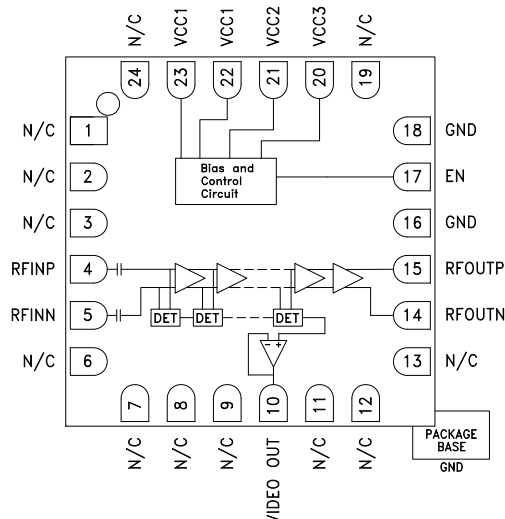 N/C
VCC1
VCC1
VCC2
VCC3
N/C
24
23
22
21
20
19
N/C
1
18
GND
N/C
2
Bias and
Control
Circuit
17
EN
N/C
3
16
GND
RFINP
4
15
RFOUTP
RFINN
5
DET
DET
DET
14
RFOUTN
N/C
6
- +
13
N/C
7
8
9
10
11
12
N/C
N/C
N/C
VIDEO OUT
N/C
N/C
PACKAGE
BASE
GND